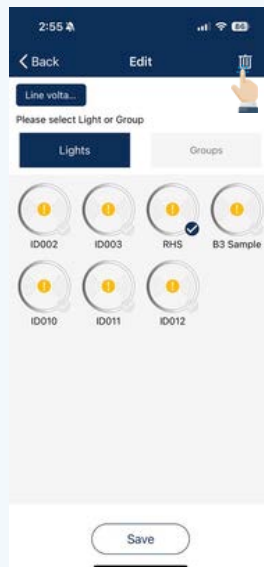 2:55
86
Back
Edit
Line volta...
Please select Light or Group
Lights
Groups
ID002
ID003
RHS
B3 Sample
ID010
ID011
ID012
Save